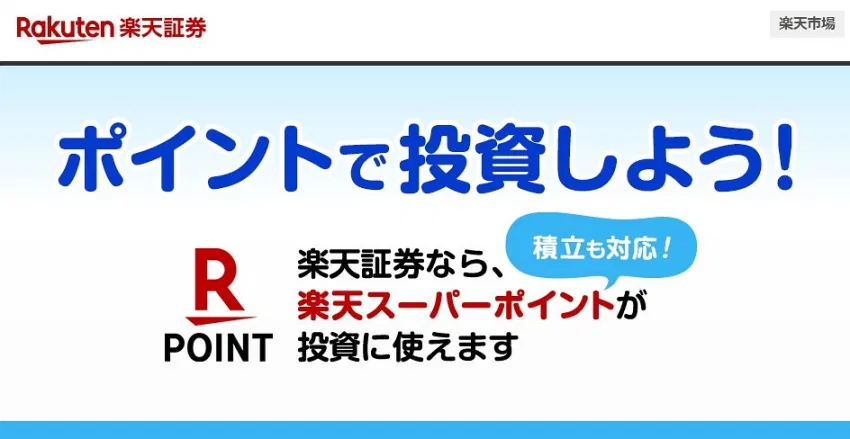 Rakuten 楽天証券
楽天市場
ポイントで投資しよう!
積立も対応!
楽天証券なら、
楽天スーパーポイントが
投資に使えます
R
POINT